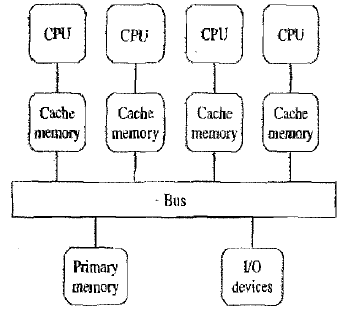 CPU CPU CPU CPU
Cache Cache Cache Cache
memory memory memory memory
Bus
Primary I/O
memory devices